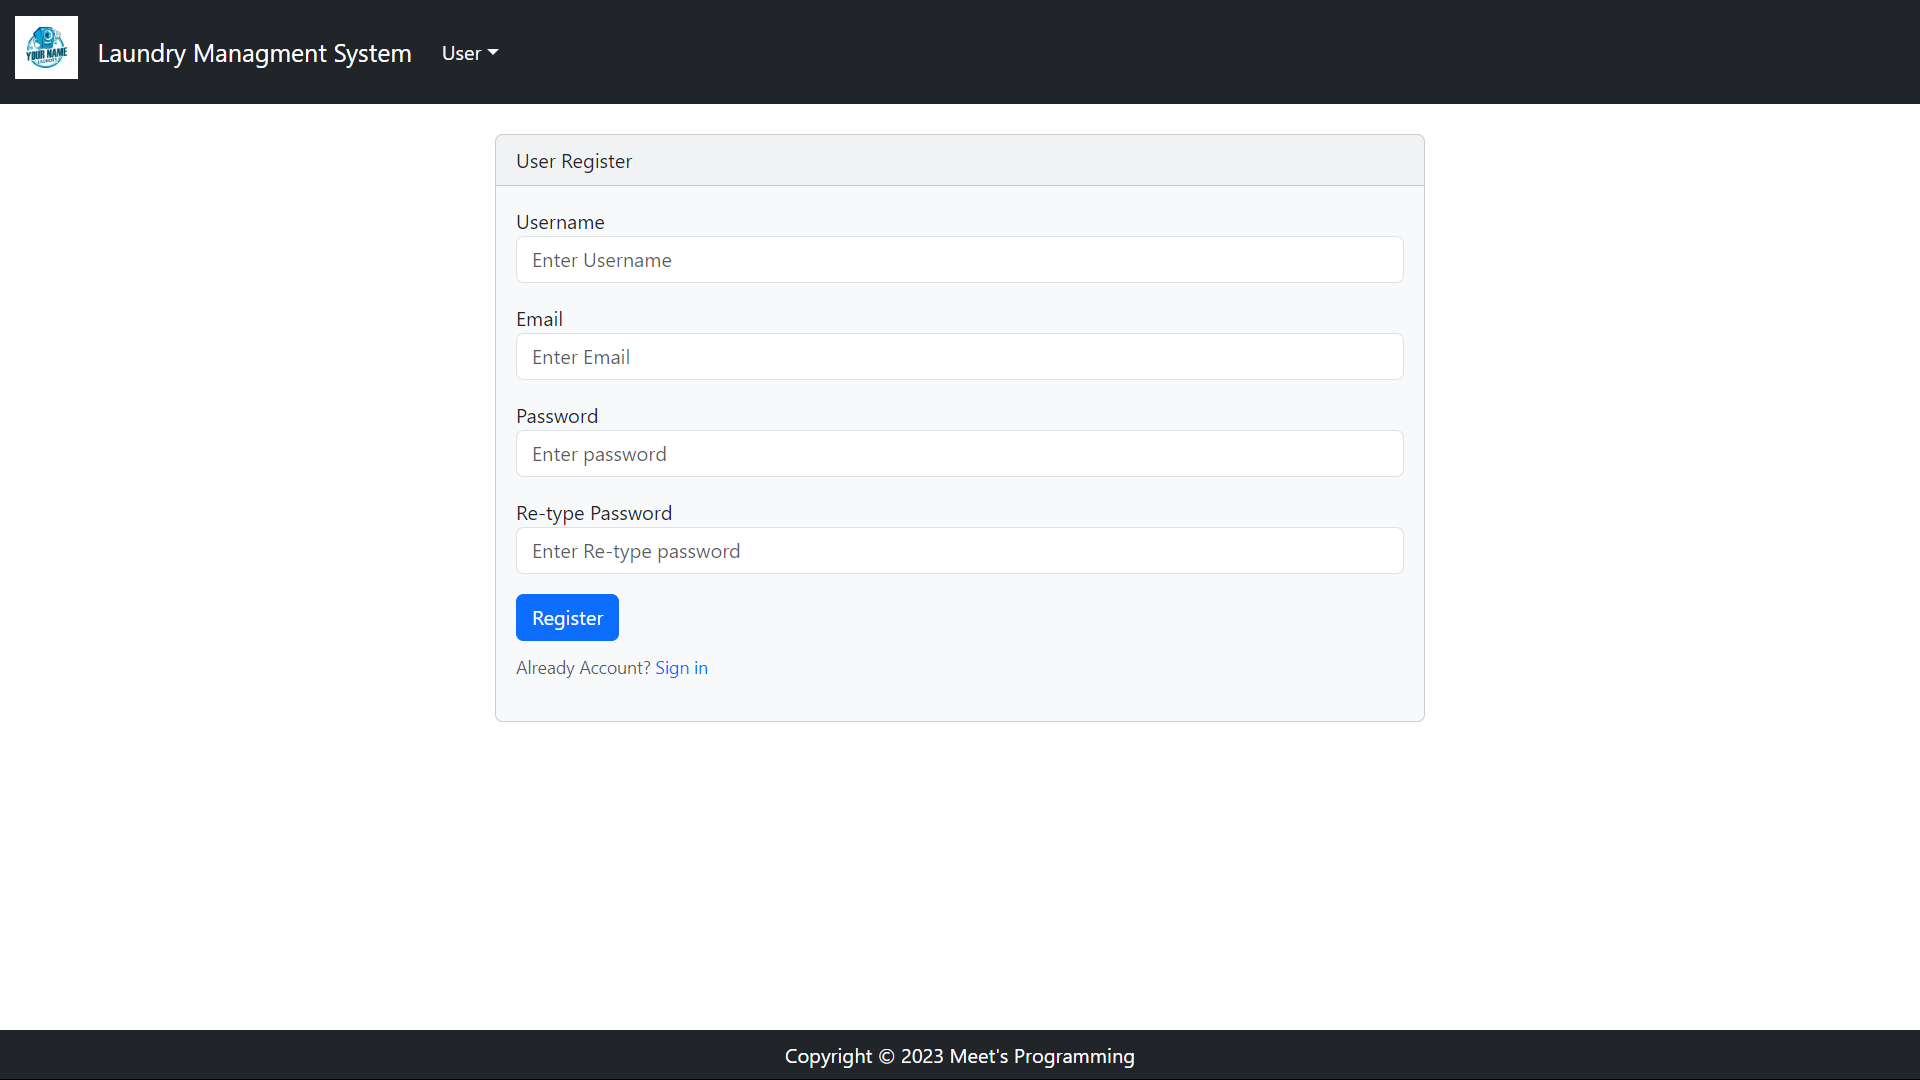 YOUR NAME
LAUNDRY
Laundry Managment System
User
User Register
Username
Enter Username
Email
Enter Email
Password
Enter password
Re-type Password
Enter Re-type password
Register
Already Account? Sign in
Copyright © 2023 Meet's Programming